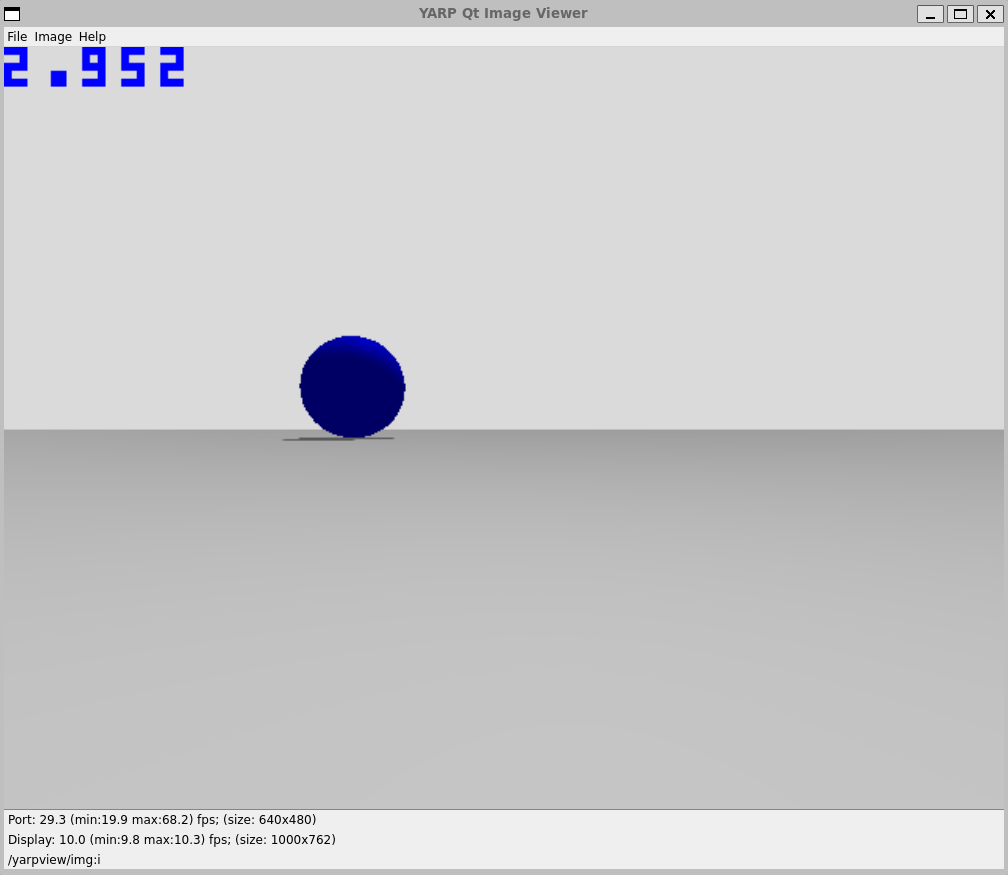 YARP Qt Image Viewer
File Image Help
2.952
Port: 29.3 (min:19.9 max:68.2) fps; (size: 640x480)
Display: 10.0 (min:9.8 max:10.3) fps; (size: 1000x762)
/yarpview/img:i